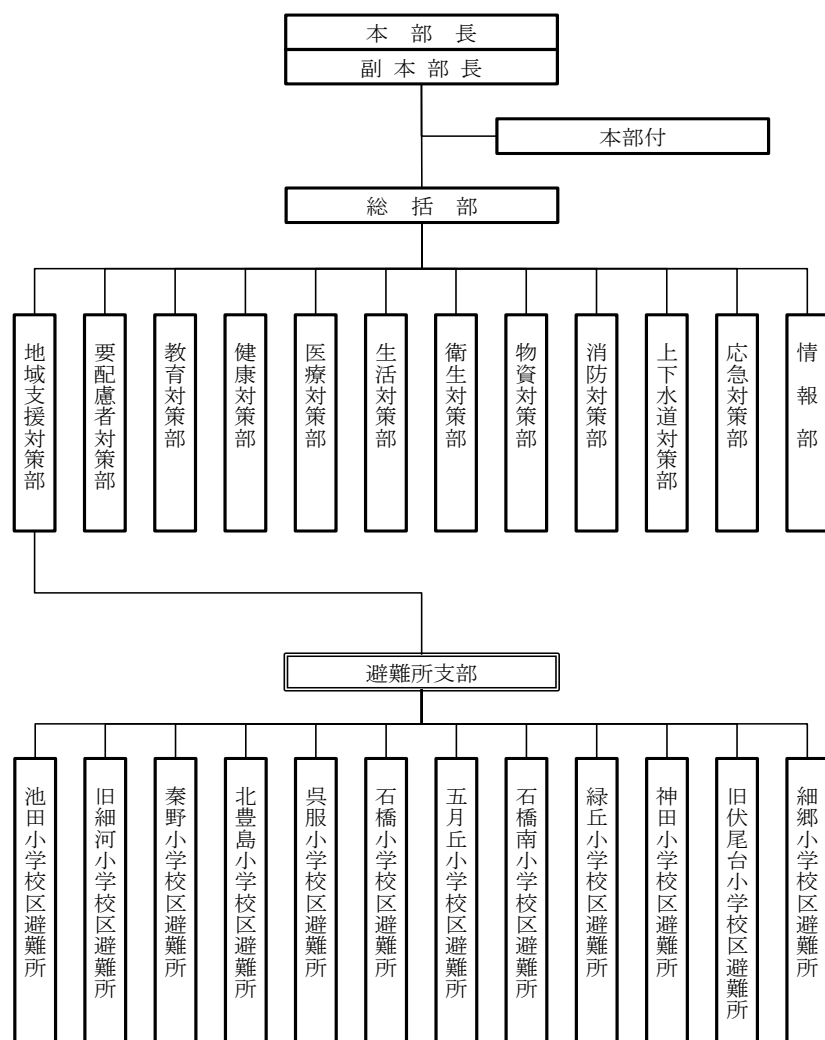 本部長
副本部長
本部付
総括部
地域支援対策部
要配慮者対策部
教育対策部
健康対策部
医療対策部
生活対策部
衛生対策部
物資対策部
消防対策部
上下水道対策部
応急対策部
情報部
避難所支部
池田小学校区避難所
旧細河小学校区避難所
秦野小学校区避難所
北豊島小学校区避難所
呉服小学校区避難所
石橋小学校区避難所
五月丘小学校区避難所
石橋南小学校区避難所
緑丘小学校区避難所
神田小学校区避難所
旧伏尾台小学校区避難所
細郷小学校区避難所